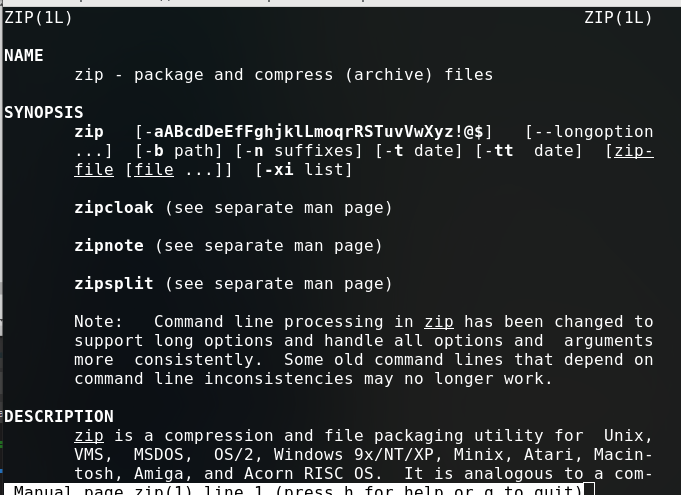 ZIP(1L) ZIP(1L)
NAME
zip - package and compress (archive) files
SYNOPSIS
zip [-aABcdDeEfFghjklLmoqrRSTuvVwXyz!@$] [--longoption
...] [-b path] [-n suffixes] [-t date] [-tt date] [zip-
file [file ...]] [-xi list]
zipcloak (see separate man page)
zipnote (see separate man page)
zipsplit (see separate man page)
Note: Command line processing in zip has been changed to
support long options and handle all options and arguments
more consistently. Some old command lines that depend on
command line inconsistencies may no longer work.
DESCRIPTION
zip is a compression and file packaging utility for Unix,
VMS, MSDOS, OS/2, Windows 9x/NT/XP, Minix, Atari, Macin-
tosh, Amiga, and Acorn RISC OS. It is analogous to a com-
Manual page zip(1) line 1 (press h for help or q to quit)